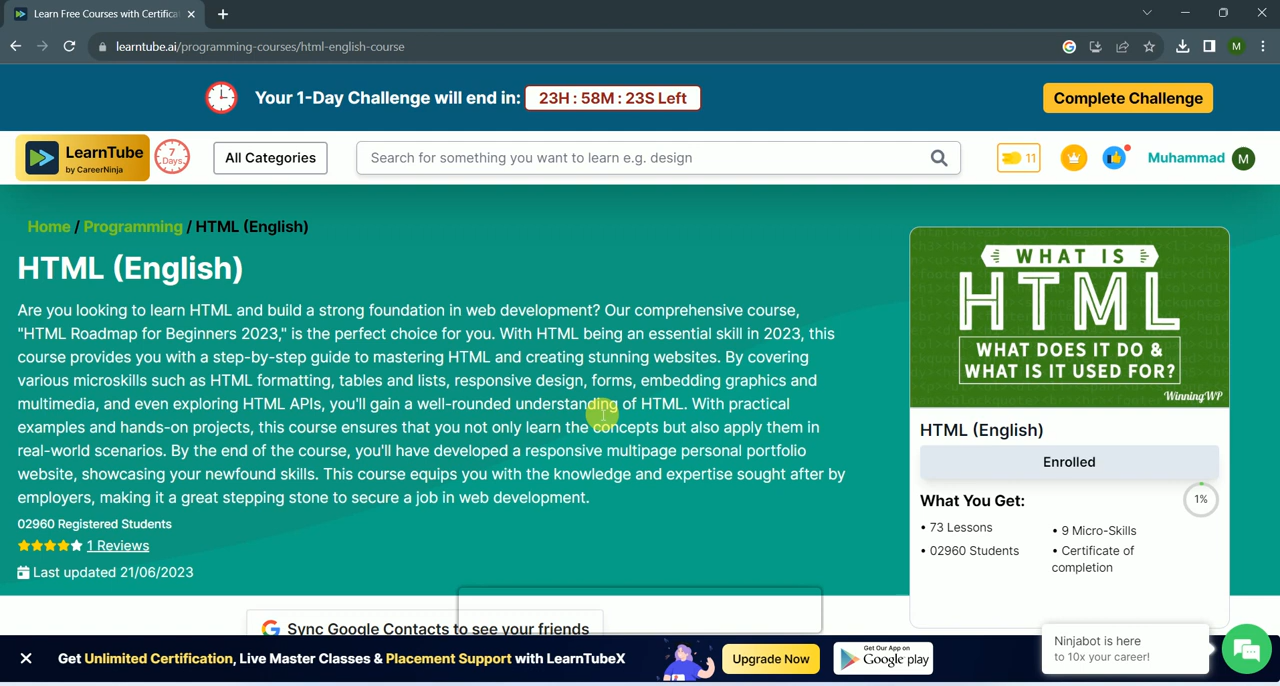 Learn Free Courses with Certifica
learntube.ai/programming-courses/html-english-course
M
Your 1-Day Challenge will end in: 23H : 58M : 23S Left
Complete Challenge
LearnTube
by CareerNinja
7
Days
All Categories
Search for something you want to learn e.g. design
11
Muhammad M
Home / Programming / HTML (English)
HTML (English)
Are you looking to learn HTML and build a strong foundation in web development? Our comprehensive course,
"HTML Roadmap for Beginners 2023," is the perfect choice for you. With HTML being an essential skill in 2023, this
course provides you with a step-by-step guide to mastering HTML and creating stunning websites. By covering
various microskills such as HTML formatting, tables and lists, responsive design, forms, embedding graphics and
multimedia, and even exploring HTML APIs, you'll gain a well-rounded understanding of HTML. With practical
examples and hands-on projects, this course ensures that you not only learn the concepts but also apply them in
real-world scenarios. By the end of the course, you'll have developed a responsive multipage personal portfolio
website, showcasing your newfound skills. This course equips you with the knowledge and expertise sought after by
employers, making it a great stepping stone to secure a job in web development.
02960 Registered Students
1 Reviews
Last updated 21/06/2023
WHAT IS
HTML
WHAT DOES IT DO &
WHAT IS IT USED FOR?
WinningWP
HTML (English)
Enrolled
What You Get:
1%
• 73 Lessons
• 9 Micro-Skills
• 02960 Students
• Certificate of
completion
Sync Google Contacts to see your friends
Get Unlimited Certification, Live Master Classes & Placement Support with LearnTubeX
Upgrade Now
Get Our App on
Google play
Ninjabot is here
to 10x your career!